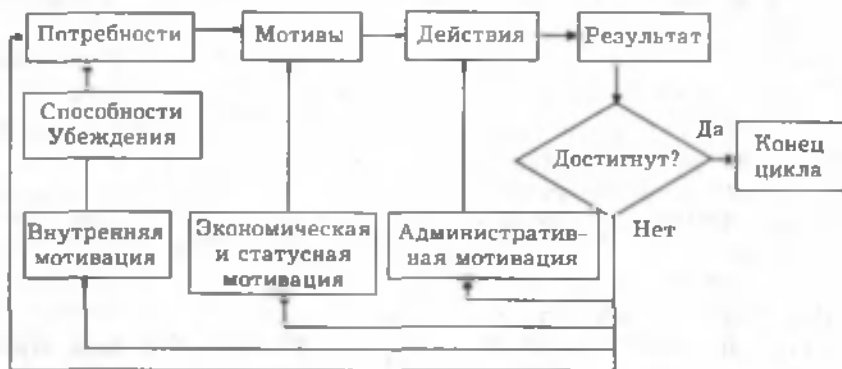 Потребности
Мотивы
Действия
Результат
Способности
Убеждения
Достигнут?
Да
Конец
цикла
Нет
Внутренняя
мотивация
Экономическая
и статусная
мотивация
Административ-
ная мотивация